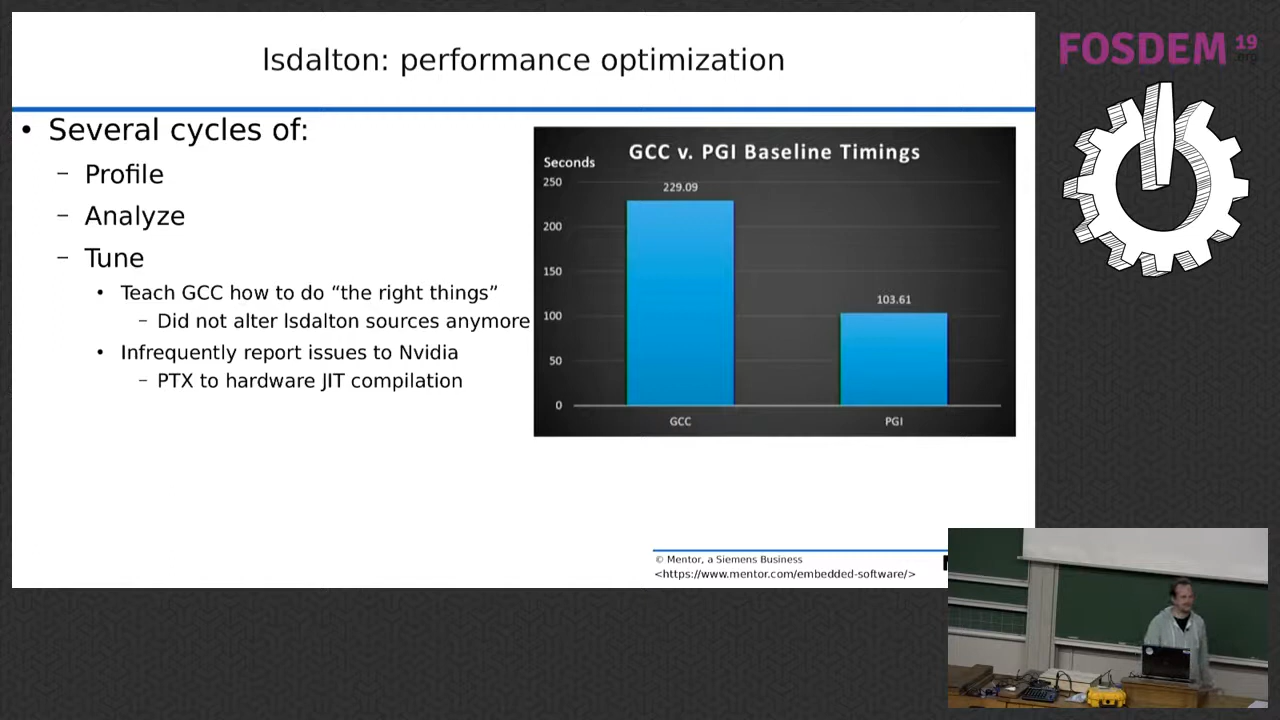 lsdalton: performance optimization
• Several cycles of:
– Profile
– Analyze
– Tune
• Teach GCC how to do “the right things”
– Did not alter lsdalton sources anymore
• Infrequently report issues to Nvidia
– PTX to hardware JIT compilation
GCC v. PGI Baseline Timings
Seconds
250
200
150
100
50
0
229.09
103.61
GCC
PGI
© Mentor, a Siemens Business
<https://www.mentor.com/embedded-software/>
FOSDEM 19
.org